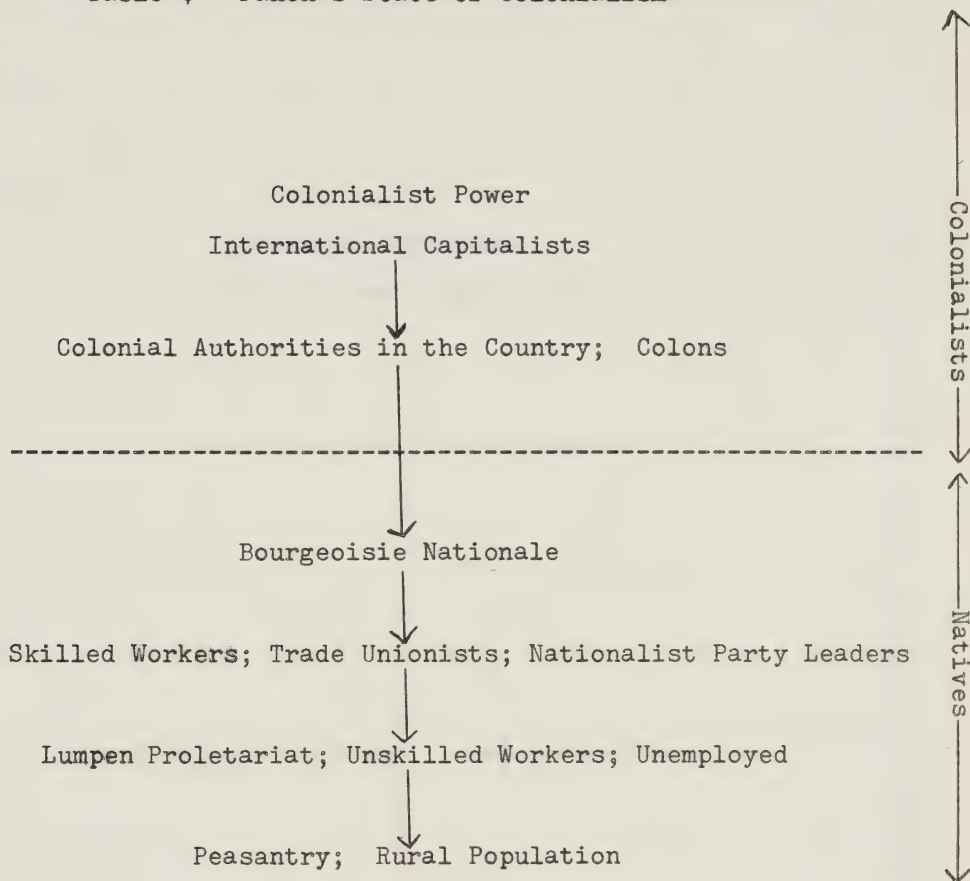 Colonialist Power
International Capitalists
Colonial Authorities in the Country; Colons
Bourgeoisie Nationale
Skilled Workers; Trade Unionists; Nationalist Party Leaders
Lumpen Proletariat; Unskilled Workers; Unemployed
Peasantry; Rural Population
Colonialists
Natives